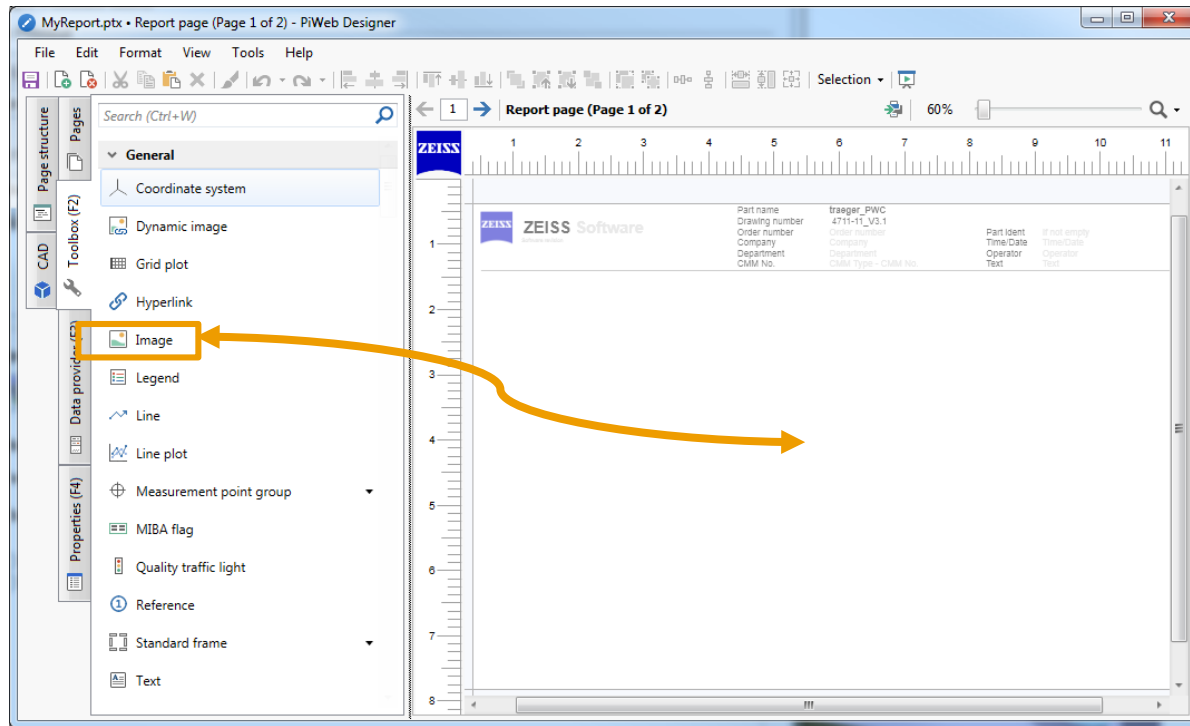 MyReport.ptx • Report page (Page 1 of 2) - PiWeb Designer
File Edit Format View Tools Help
Selection
Page structure
CAD
Pages
Toolbox (F2)
Data provider (F3)
Properties (F4)
Search (Ctrl+W)
General
Coordinate system
Dynamic image
Grid plot
Hyperlink
Image
Legend
Line
Line plot
Measurement point group
MIBA flag
Quality traffic light
Reference
Standard frame
Text
1 Report page (Page 1 of 2) 60%
ZEISS
1 2 3 4 5 6 7 8 9 10 11
1
2
3
4
5
6
7
8
ZEISS
ZEISS Software
Part name traeger_PWC
Drawing number 4711-11_V3.1
Order number Order number Part Ident If not empty
Company Company Time/Date Time/Date
Department Department Operator Operator
CMM No. CMM Type - CMM No. Text Text